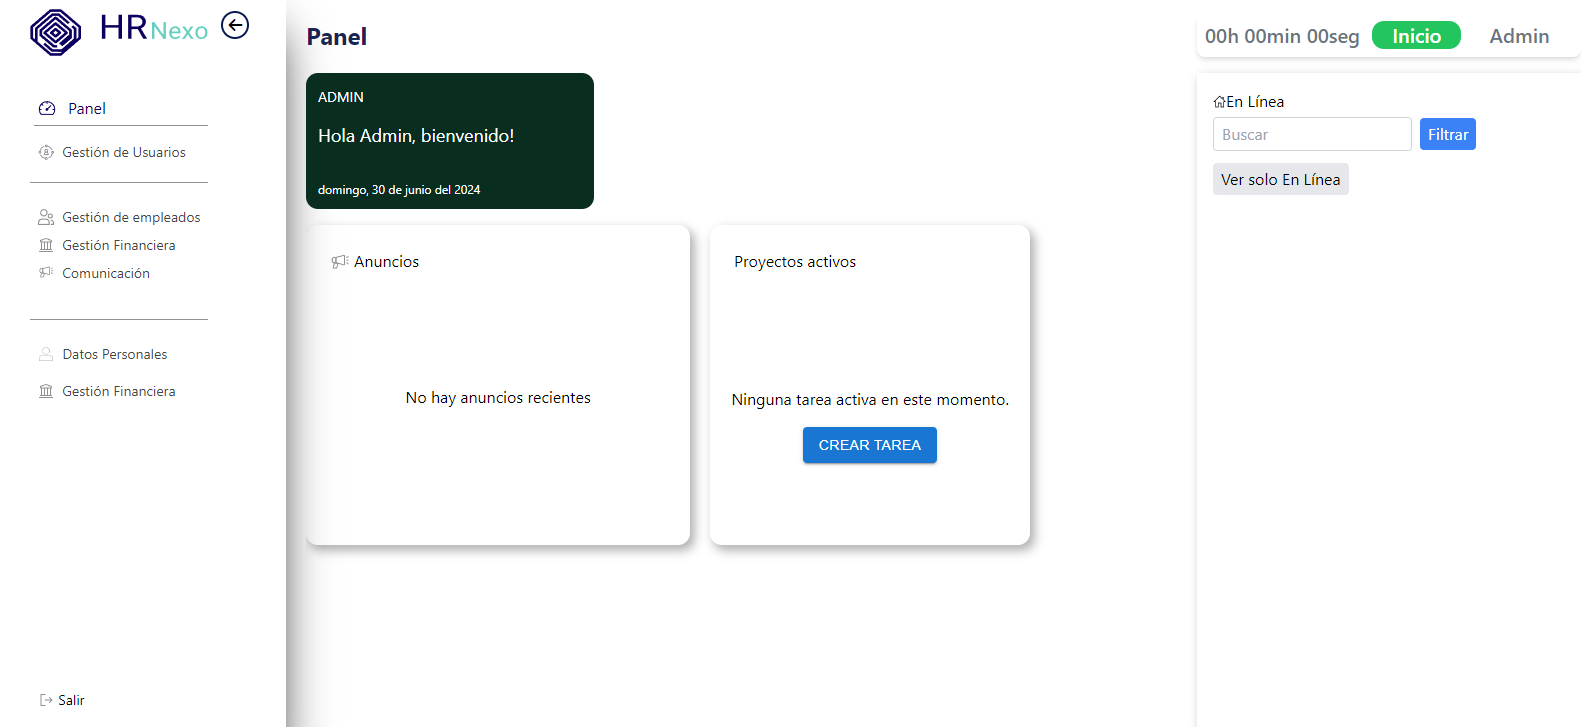 HRNexo
Panel
Gestión de Usuarios
Gestión de empleados
Gestión Financiera
Comunicación
Datos Personales
Gestión Financiera
Salir
Panel
ADMIN
Hola Admin, bienvenido!
domingo, 30 de junio del 2024
Anuncios
No hay anuncios recientes
Proyectos activos
Ninguna tarea activa en este momento.
CREAR TAREA
00h 00min 00seg Inicio Admin
En Línea
Buscar Filtrar
Ver solo En Línea